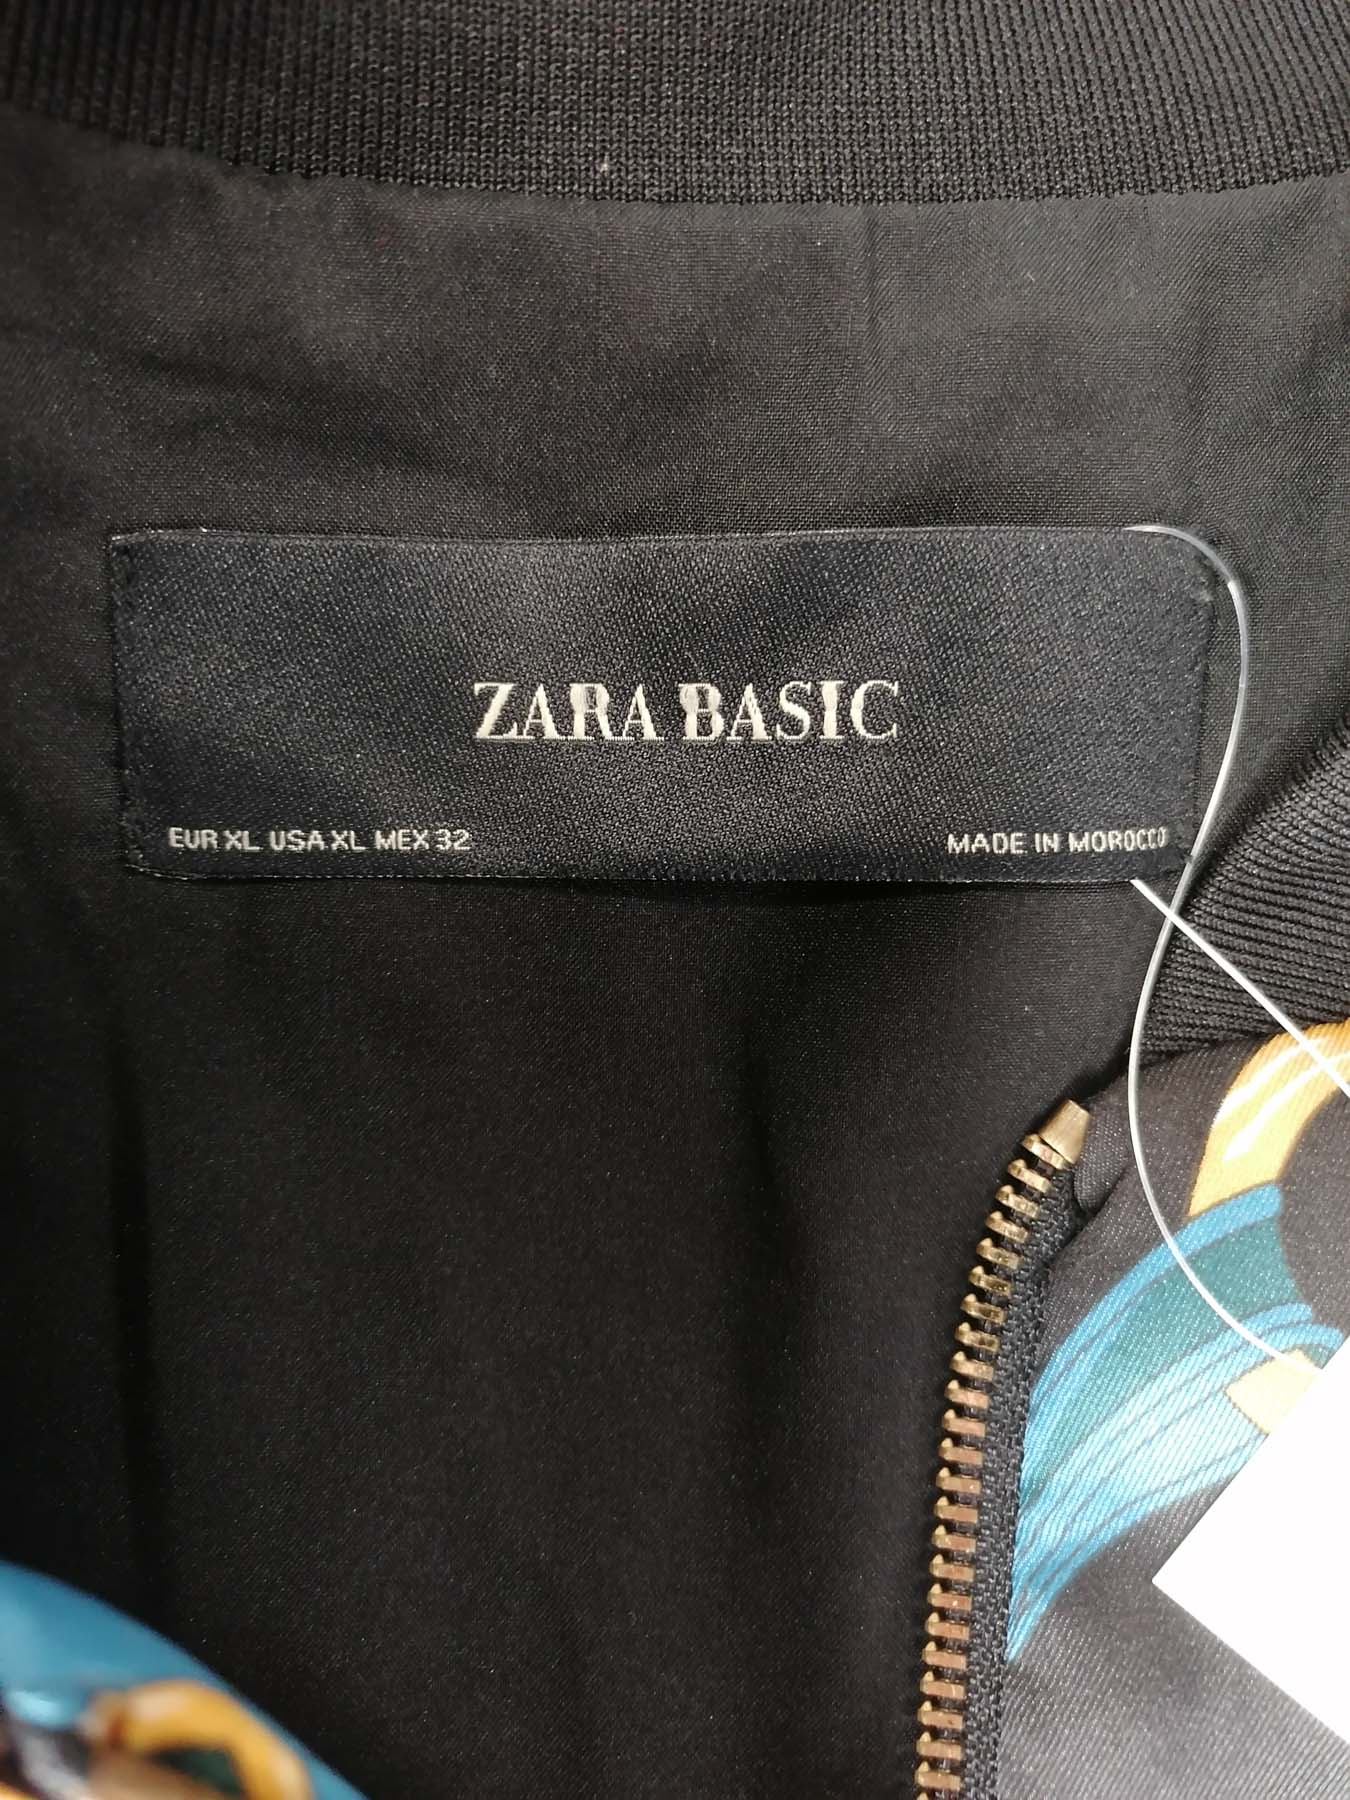 ZARA BASIC
EUR XL USA XL MEX 32 MADE IN MOROCCO